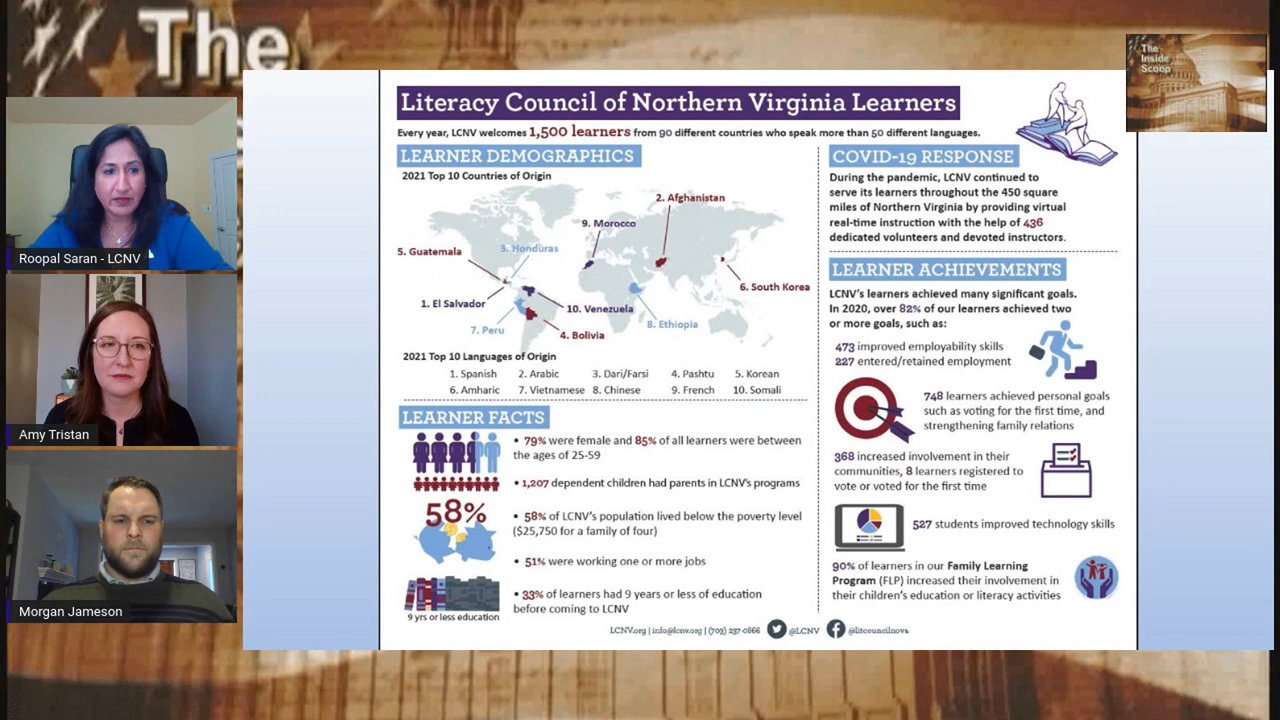 The
The
Inside
Scoop
Roopal Saran - LCNV
Amy Tristan
Morgan Jameson
Literacy Council of Northern Virginia Learners
Every year, LCNV welcomes 1,500 learners from 90 different countries who speak more than 50 different languages.
LEARNER DEMOGRAPHICS
2021 Top 10 Countries of Origin
2. Afghanistan
9. Morocco
3. Honduras
5. Guatemala
6. South Korea
1. El Salvador
10. Venezuela
8. Ethiopia
7. Peru
4. Bolivia
2021 Top 10 Languages of Origin
1. Spanish 2. Arabic 3. Dari/Farsi 4. Pashtu 5. Korean
6. Amharic 7. Vietnamese 8. Chinese 9. French 10. Somali
LEARNER FACTS
• 79% were female and 85% of all learners were between
the ages of 25-59
• 1,207 dependent children had parents in LCNV's programs
58%
• 58% of LCNV's population lived below the poverty level
($25,750 for a family of four)
• 51% were working one or more jobs
• 33% of learners had 9 years or less of education
before coming to LCNV
9 yrs or less education
COVID-19 RESPONSE
During the pandemic, LCNV continued to
serve its learners throughout the 450 square
miles of Northern Virginia by providing virtual
real-time instruction with the help of 436
dedicated volunteers and devoted instructors.
LEARNER ACHIEVEMENTS
LCNV's learners achieved many significant goals.
In 2020, over 82% of our learners achieved two
or more goals, such as:
473 improved employability skills
227 entered/retained employment
748 learners achieved personal goals
such as voting for the first time, and
strengthening family relations
368 increased involvement in their
communities, 8 learners registered to
vote or voted for the first time
527 students improved technology skills
90% of learners in our Family Learning
Program (FLP) increased their involvement in
their children's education or literacy activities
LCNV.org | info@lcnv.org | (703) 237-0866 @LCNV @litcouncilnova